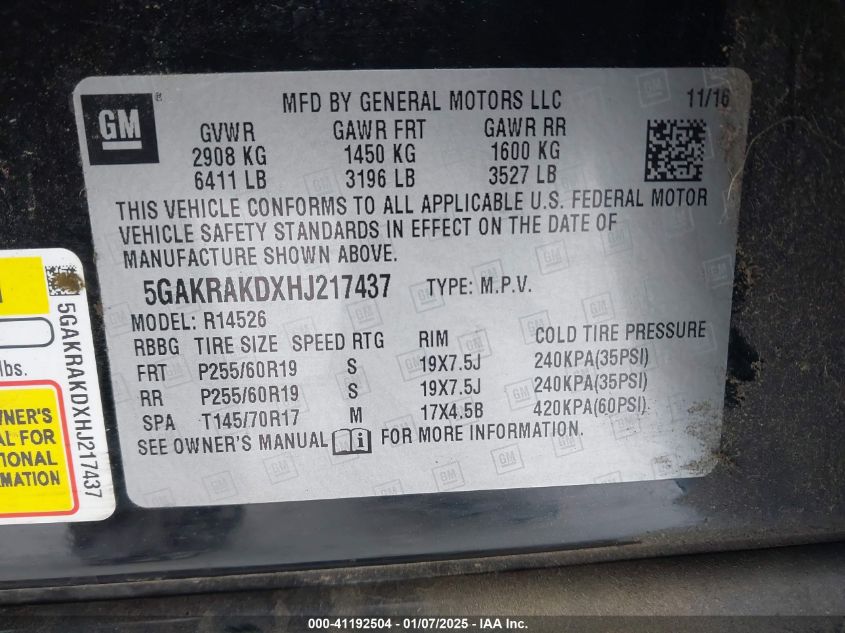 GM
MFD BY GENERAL MOTORS LLC 11/16
GVWR GAWR FRT GAWR RR
2908 KG 1450 KG 1600 KG
6411 LB 3196 LB 3527 LB
THIS VEHICLE CONFORMS TO ALL APPLICABLE U.S. FEDERAL MOTOR
VEHICLE SAFETY STANDARDS IN EFFECT ON THE DATE OF
MANUFACTURE SHOWN ABOVE.
5GAKRAKDXHJ217437 TYPE: M.P.V.
MODEL: R14526
RBBG TIRE SIZE SPEED RTG RIM COLD TIRE PRESSURE
FRT P255/60R19 S 19X7.5J 240KPA(35PSI)
RR P255/60R19 S 19X7.5J 240KPA(35PSI)
SPA T145/70R17 M 17X4.5B 420KPA(60PSI)
SEE OWNER'S MANUAL FOR MORE INFORMATION.
5GAKRAKDXHJ217437
lbs.
WNER'S
AL FOR
TIONAL
RMATION
000-41192504 - 01/07/2025 - © IAA Inc.